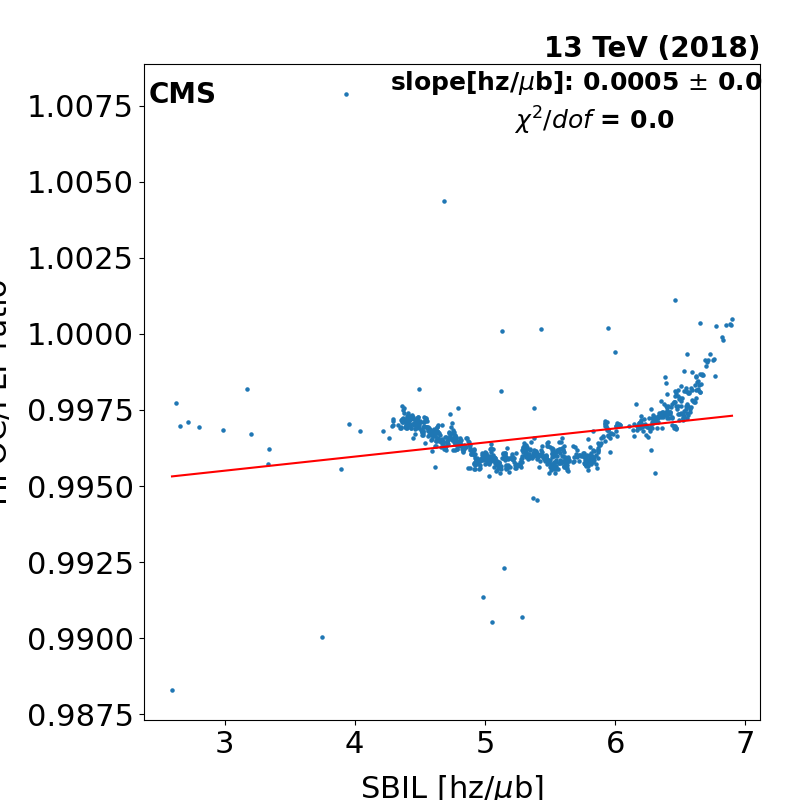 13 TeV (2018)
CMS
slope[hz/μb]: 0.0005 ± 0.0
χ²/dof = 0.0
1.0075
1.0050
1.0025
1.0000
0.9975
0.9950
0.9925
0.9900
0.9875
3 4 5 6 7
SBIL [hz/μb]